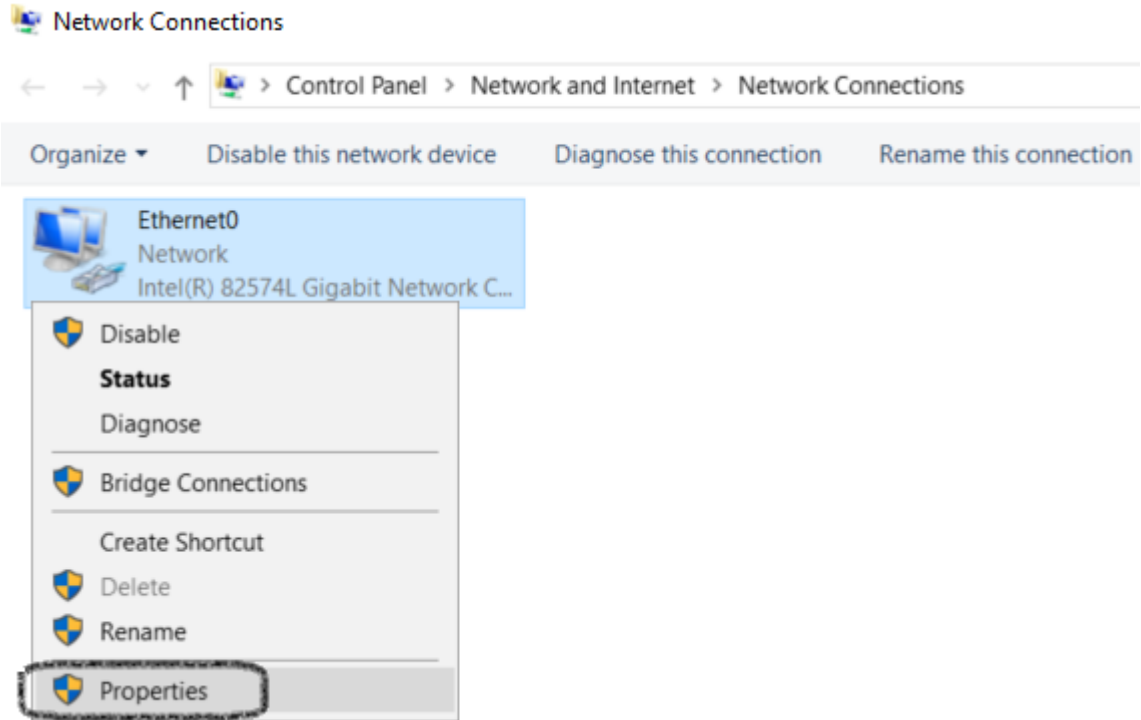 Network Connections
Control Panel > Network and Internet > Network Connections
Organize Disable this network device Diagnose this connection Rename this connection
Ethernet0
Network
Intel(R) 82574L Gigabit Network C...
Disable
Status
Diagnose
Bridge Connections
Create Shortcut
Delete
Rename
Properties